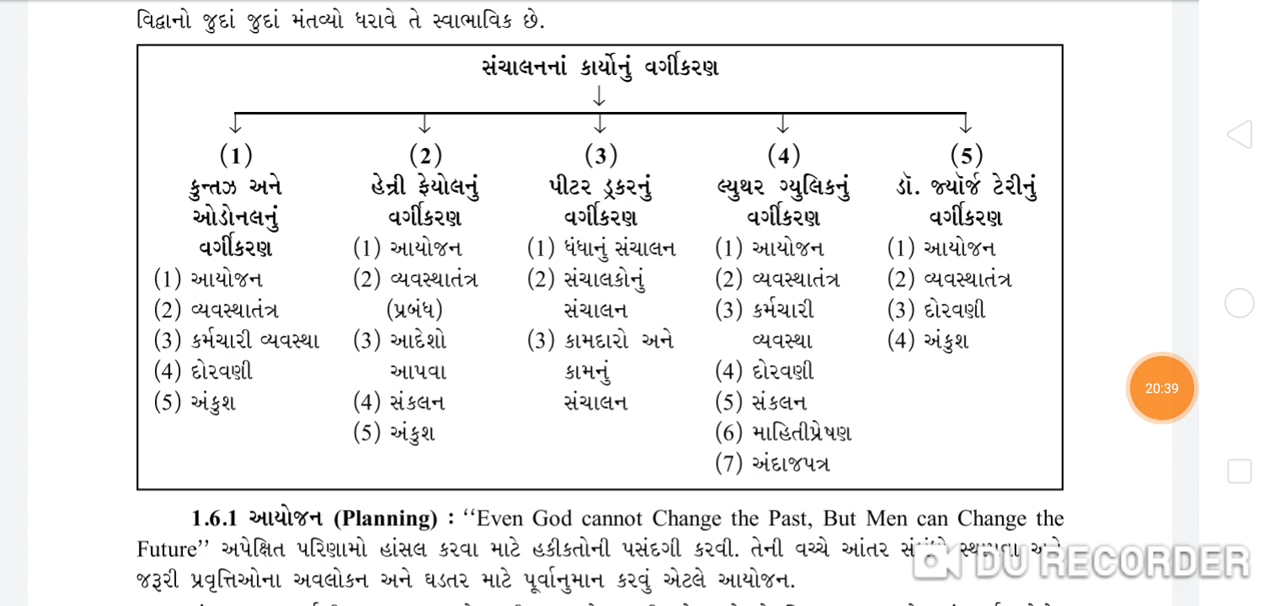 વિદ્વાનો જુદાં જુદાં મંતવ્યો ધરાવે તે સ્વાભાવિક છે.
સંચાલનનાં કાર્યોનું વર્ગીકરણ
(1)
કુન્તઝ અને
ઓડોનલનું
વર્ગીકરણ
(1) આયોજન
(2) વ્યવસ્થાતંત્ર
(3) કર્મચારી વ્યવસ્થા
(4) દોરવણી
(5) અંકુશ
(2)
હેન્રી ફેયોલનું
વર્ગીકરણ
(1) આયોજન
(2) વ્યવસ્થાતંત્ર
(પ્રબંધ)
(3) આદેશો
આપવા
(4) સંકલન
(5) અંકુશ
(3)
પીટર ડ્રકરનું
વર્ગીકરણ
(1) ધંધાનું સંચાલન
(2) સંચાલકોનું
સંચાલન
(3) કામદારો અને
કામનું
સંચાલન
(4)
લ્યુથર ગ્યુલિકનું
વર્ગીકરણ
(1) આયોજન
(2) વ્યવસ્થાતંત્ર
(3) કર્મચારી
વ્યવસ્થા
(4) દોરવણી
(5) સંકલન
(6) માહિતીપ્રેષણ
(7) અંદાજપત્ર
(5)
ડૉ. જ્યૉર્જ ટેરીનું
વર્ગીકરણ
(1) આયોજન
(2) વ્યવસ્થાતંત્ર
(3) દોરવણી
(4) અંકુશ
20:39
1.6.1 આયોજન (Planning) : ‘‘Even God cannot Change the Past, But Men can Change the
Future’’ અપેક્ષિત પરિણામો હાંસલ કરવા માટે હકીકતોની પસંદગી કરવી. તેની વચ્ચે આંતર
જરૂરી પ્રવૃત્તિઓના અવલોકન અને ઘડતર માટે પૂર્વાનુમાન કરવું એટલે આયોજન.
DU RECORDER